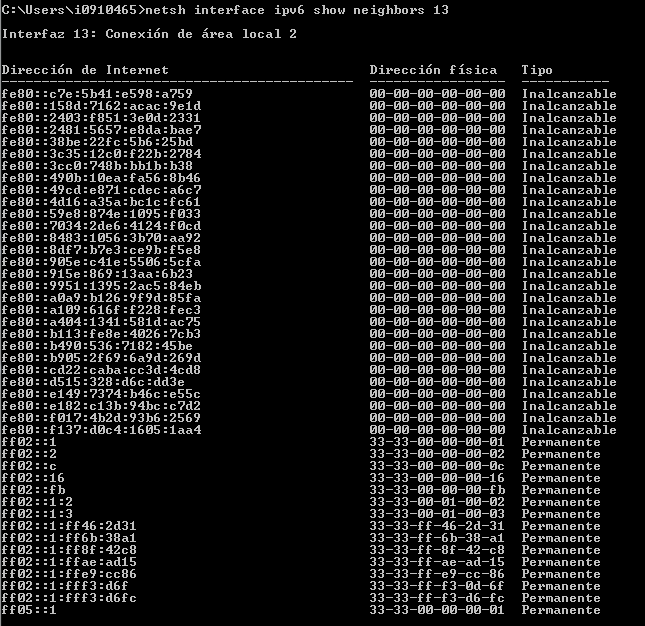 C:\Users\i0910465>netsh interface ipv6 show neighbors 13
Interfaz 13: Conexión de área local 2
Dirección de Internet Dirección física Tipo
-------------------------------------------- ----------------- -----------
fe80::c7e:5b41:e598:a759 00-00-00-00-00-00 Inalcanzable
fe80::158d:7162:acac:9e1d 00-00-00-00-00-00 Inalcanzable
fe80::2403:f851:3e0d:2331 00-00-00-00-00-00 Inalcanzable
fe80::2481:5657:e8da:bae7 00-00-00-00-00-00 Inalcanzable
fe80::38be:22fc:5b6:25bd 00-00-00-00-00-00 Inalcanzable
fe80::3c35:12c0:f22b:2784 00-00-00-00-00-00 Inalcanzable
fe80::3cc0:748b:bb1b:b38 00-00-00-00-00-00 Inalcanzable
fe80::490b:10ea:fa56:8b46 00-00-00-00-00-00 Inalcanzable
fe80::49cd:e871:cdec:a6c7 00-00-00-00-00-00 Inalcanzable
fe80::4d16:a35a:bc1c:fc61 00-00-00-00-00-00 Inalcanzable
fe80::59e8:874e:1095:f033 00-00-00-00-00-00 Inalcanzable
fe80::7034:2de6:4124:f0cd 00-00-00-00-00-00 Inalcanzable
fe80::8483:1056:3b70:aa92 00-00-00-00-00-00 Inalcanzable
fe80::8df7:b7e3:ce9b:f5e8 00-00-00-00-00-00 Inalcanzable
fe80::905e:c41e:5506:5cfa 00-00-00-00-00-00 Inalcanzable
fe80::915e:869:13aa:6b23 00-00-00-00-00-00 Inalcanzable
fe80::9951:1395:2ac5:84eb 00-00-00-00-00-00 Inalcanzable
fe80::a0a9:b126:9f9d:85fa 00-00-00-00-00-00 Inalcanzable
fe80::a109:616f:f228:fec3 00-00-00-00-00-00 Inalcanzable
fe80::a404:1341:581d:ac75 00-00-00-00-00-00 Inalcanzable
fe80::b113:fe8e:4026:7cb3 00-00-00-00-00-00 Inalcanzable
fe80::b490:536:7182:45be 00-00-00-00-00-00 Inalcanzable
fe80::b905:2f69:6a9d:269d 00-00-00-00-00-00 Inalcanzable
fe80::cd22:caba:cc3d:4cd8 00-00-00-00-00-00 Inalcanzable
fe80::d515:328:d6c:dd3e 00-00-00-00-00-00 Inalcanzable
fe80::e149:7374:b46c:e55c 00-00-00-00-00-00 Inalcanzable
fe80::e182:c13b:94bc:c7d2 00-00-00-00-00-00 Inalcanzable
fe80::f017:4b2d:93b6:2569 00-00-00-00-00-00 Inalcanzable
fe80::f137:d0c4:1605:1aa4 00-00-00-00-00-00 Inalcanzable
ff02::1 33-33-00-00-00-01 Permanente
ff02::2 33-33-00-00-00-02 Permanente
ff02::c 33-33-00-00-00-0c Permanente
ff02::16 33-33-00-00-00-16 Permanente
ff02::fb 33-33-00-00-00-fb Permanente
ff02::1:2 33-33-00-01-00-02 Permanente
ff02::1:3 33-33-00-01-00-03 Permanente
ff02::1:ff46:2d31 33-33-ff-46-2d-31 Permanente
ff02::1:ff6b:38a1 33-33-ff-6b-38-a1 Permanente
ff02::1:ff8f:42c8 33-33-ff-8f-42-c8 Permanente
ff02::1:ffae:ad15 33-33-ff-ae-ad-15 Permanente
ff02::1:ffe9:cc86 33-33-ff-e9-cc-86 Permanente
ff02::1:fff3:d6f 33-33-ff-f3-0d-6f Permanente
ff02::1:fff3:d6fc 33-33-ff-f3-d6-fc Permanente
ff05::1 33-33-00-00-00-01 Permanente